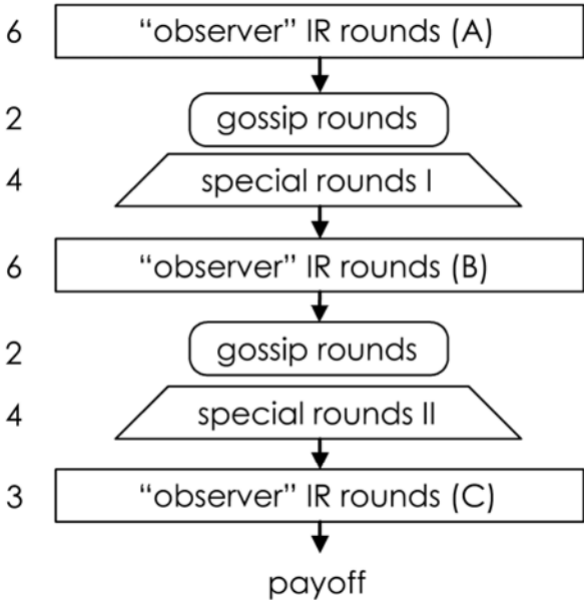 6 “observer” IR rounds (A)
2 gossip rounds
4 special rounds I
6 “observer” IR rounds (B)
2 gossip rounds
4 special rounds II
3 “observer” IR rounds (C)
payoff